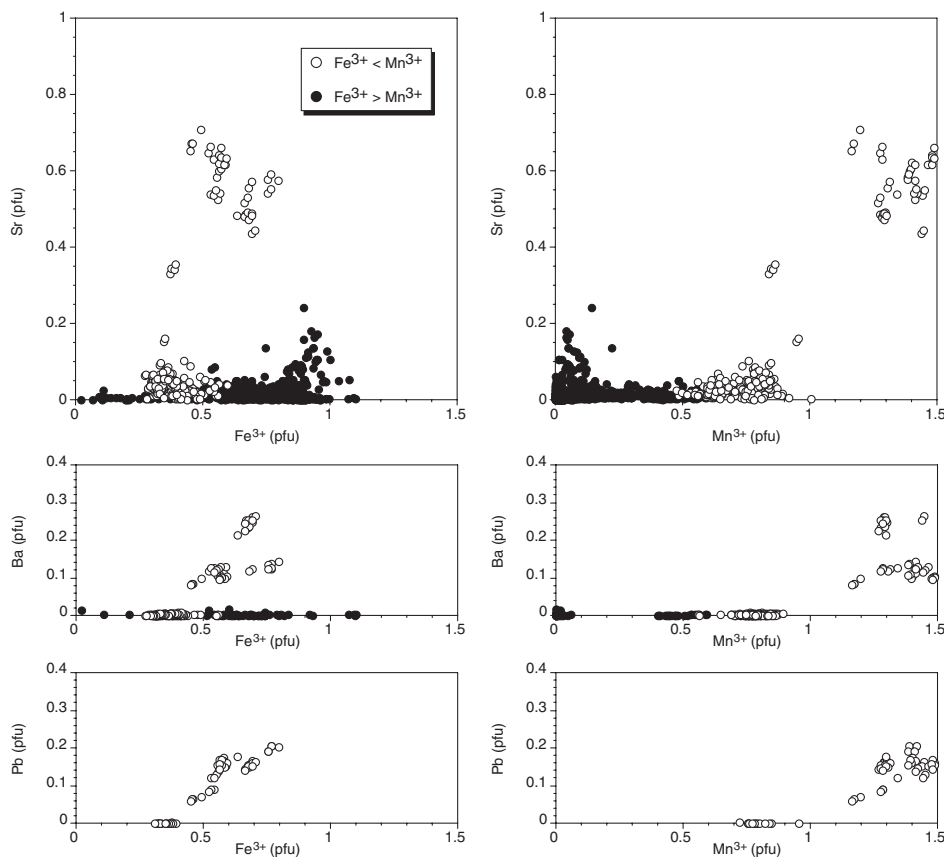 1
0.8
0.6
0.4
0.2
0
Sr (pfu)
0 0.5 1 1.5
Fe3+ (pfu)
Fe3+ < Mn3+
Fe3+ > Mn3+
1
0.8
0.6
0.4
0.2
0
Sr (pfu)
0 0.5 1 1.5
Mn3+ (pfu)
0.4
0.3
0.2
0.1
0
Ba (pfu)
0 0.5 1 1.5
Fe3+ (pfu)
0.4
0.3
0.2
0.1
0
Ba (pfu)
0 0.5 1 1.5
Mn3+ (pfu)
0.4
0.3
0.2
0.1
0
Pb (pfu)
0 0.5 1 1.5
Fe3+ (pfu)
0.4
0.3
0.2
0.1
0
Pb (pfu)
0 0.5 1 1.5
Mn3+ (pfu)